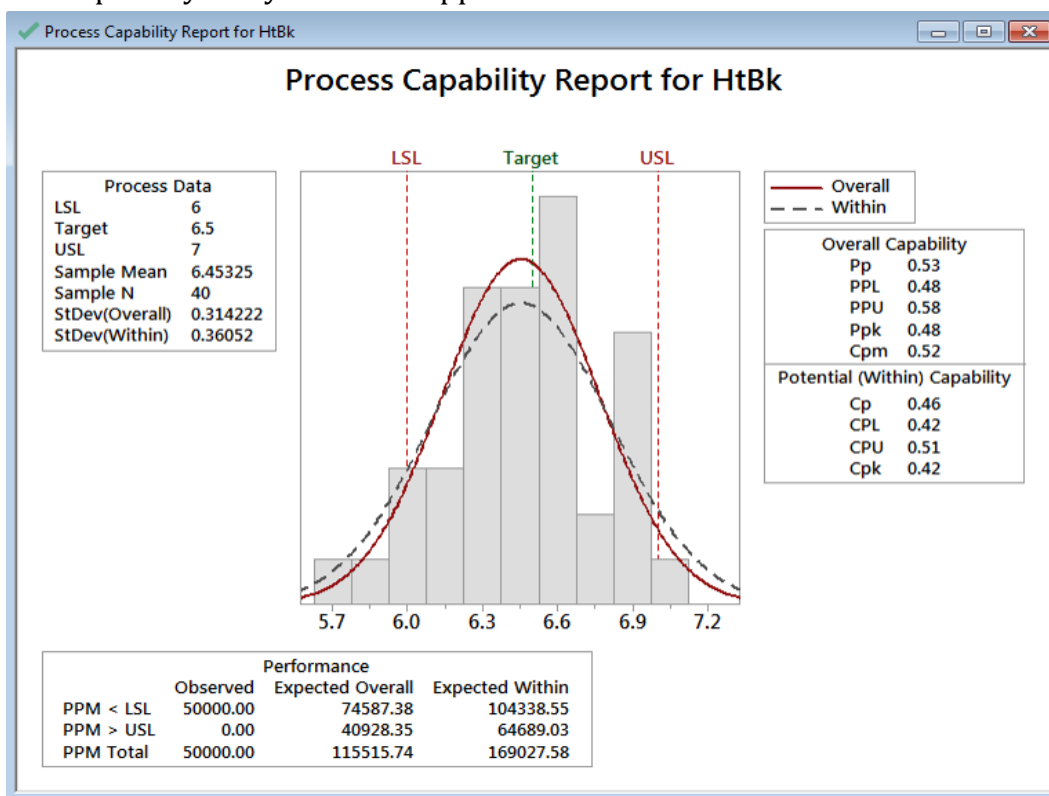 Process Capability Report for HtBk
Process Capability Report for HtBk
LSL Target USL
Process Data
LSL 6
Target 6.5
USL 7
Sample Mean 6.45325
Sample N 40
StDev(Overall) 0.314222
StDev(Within) 0.36052
Overall
Within
Overall Capability
Pp 0.53
PPL 0.48
PPU 0.58
Ppk 0.48
Cpm 0.52
Potential (Within) Capability
Cp 0.46
CPL 0.42
CPU 0.51
Cpk 0.42
5.7 6.0 6.3 6.6 6.9 7.2
Performance
Observed Expected Overall Expected Within
PPM < LSL 50000.00 74587.38 104338.55
PPM > USL 0.00 40928.35 64689.03
PPM Total 50000.00 115515.74 169027.58